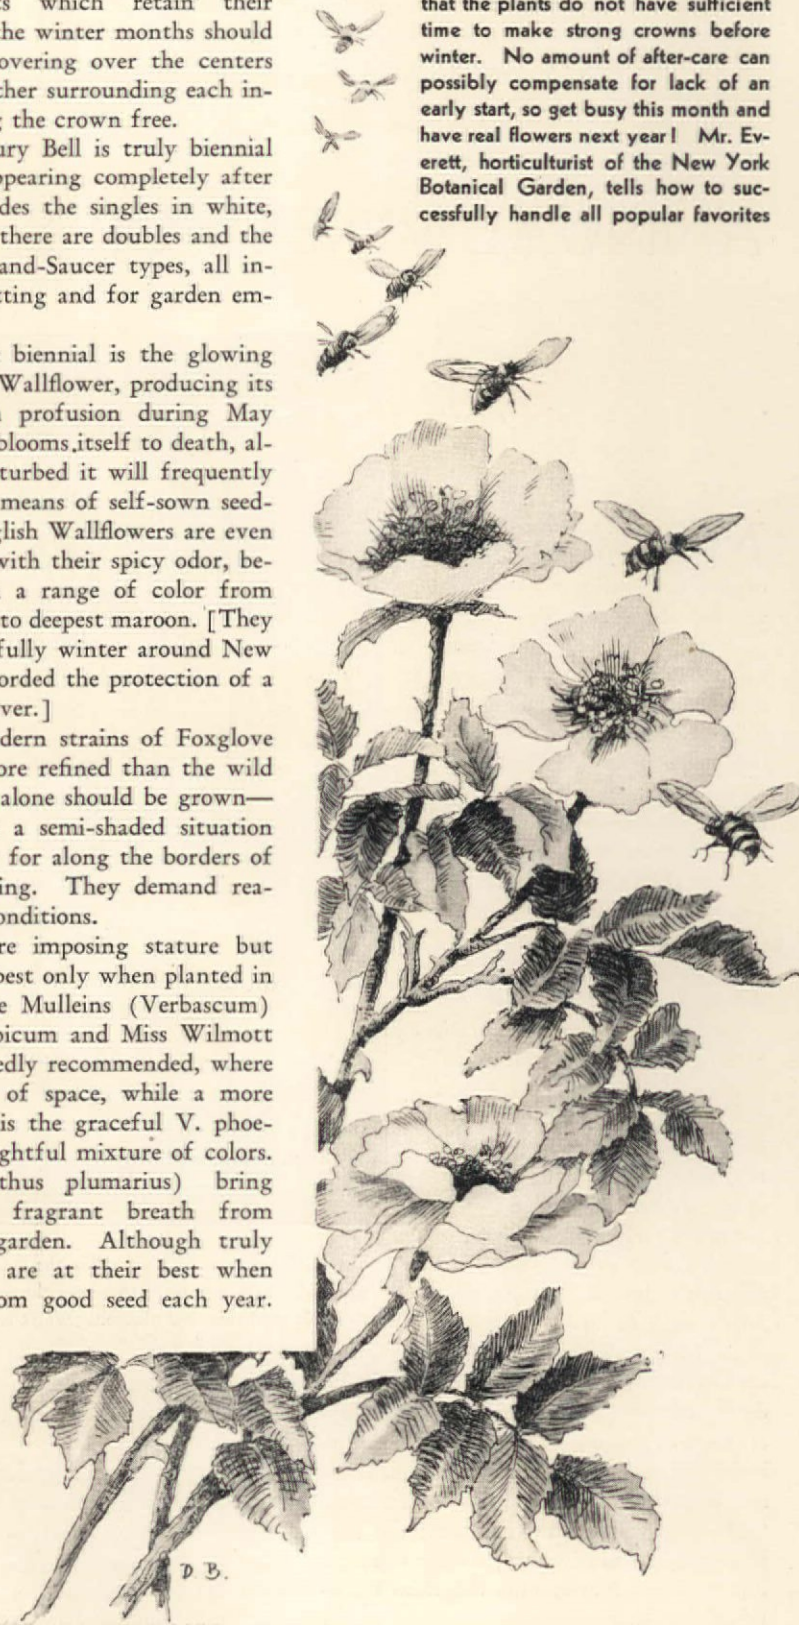 which retain their
the winter months should
overing over the centers
ther surrounding each in-
the crown free.
ury Bell is truly biennial
ppearing completely after
des the singles in white,
there are doubles and the
and-Saucer types, all in-
tting and for garden em-
biennial is the glowing
Wallflower, producing its
profusion during May
blooms itself to death, al-
turbed it will frequently
means of self-sown seed-
glish Wallflowers are even
with their spicy odor, be-
a range of color from
to deepest maroon. [They
fully winter around New
orded the protection of a
ver.]
dern strains of Foxglove
ore refined than the wild
alone should be grown—
a semi-shaded situation
for along the borders of
ing. They demand rea-
onditions.
re imposing stature but
best only when planted in
e Mulleins (Verbascum)
picum and Miss Wilmott
edly recommended, where
of space, while a more
is the graceful V. phoe-
ghtful mixture of colors.
thus plumarius) bring
fragrant breath from
garden. Although truly
are at their best when
om good seed each year.
that the plants do not have sufficient
time to make strong crowns before
winter. No amount of after-care can
possibly compensate for lack of an
early start, so get busy this month and
have real flowers next year! Mr. Ev-
erett, horticulturist of the New York
Botanical Garden, tells how to suc-
cessfully handle all popular favorites
D B.